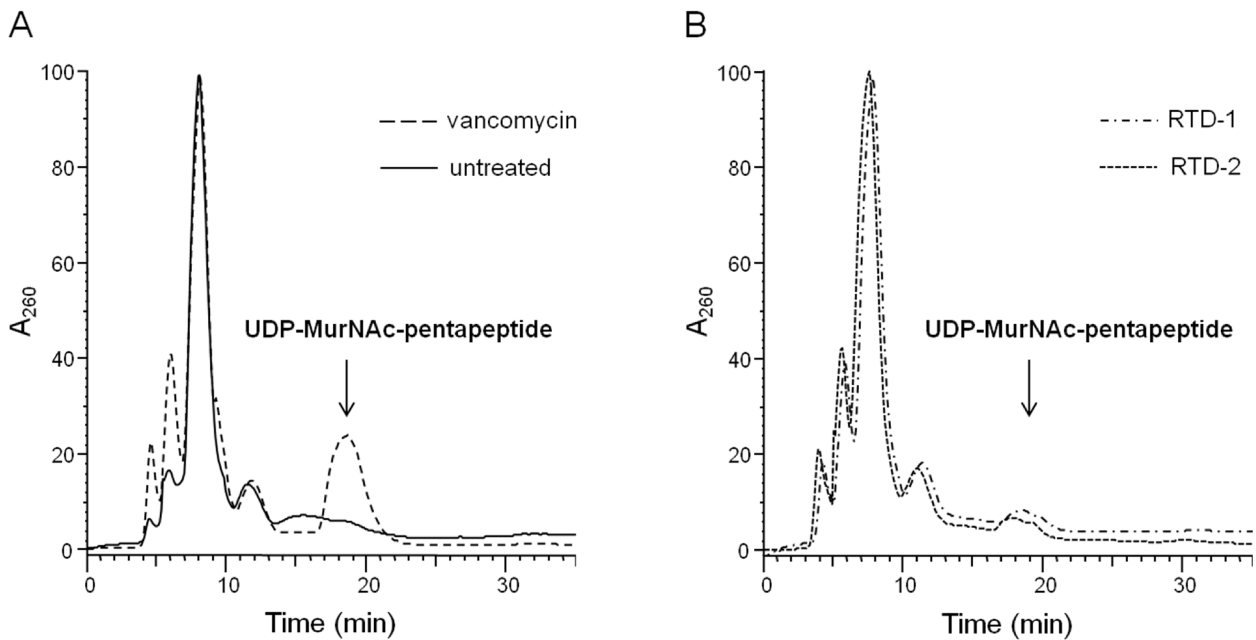 A
100
80
60
40
20
0
A260
vancomycin
untreated
UDP-MurNAc-pentapeptide
0 10 20 30
Time (min)
B
100
80
60
40
20
0
A260
RTD-1
RTD-2
UDP-MurNAc-pentapeptide
0 10 20 30
Time (min)